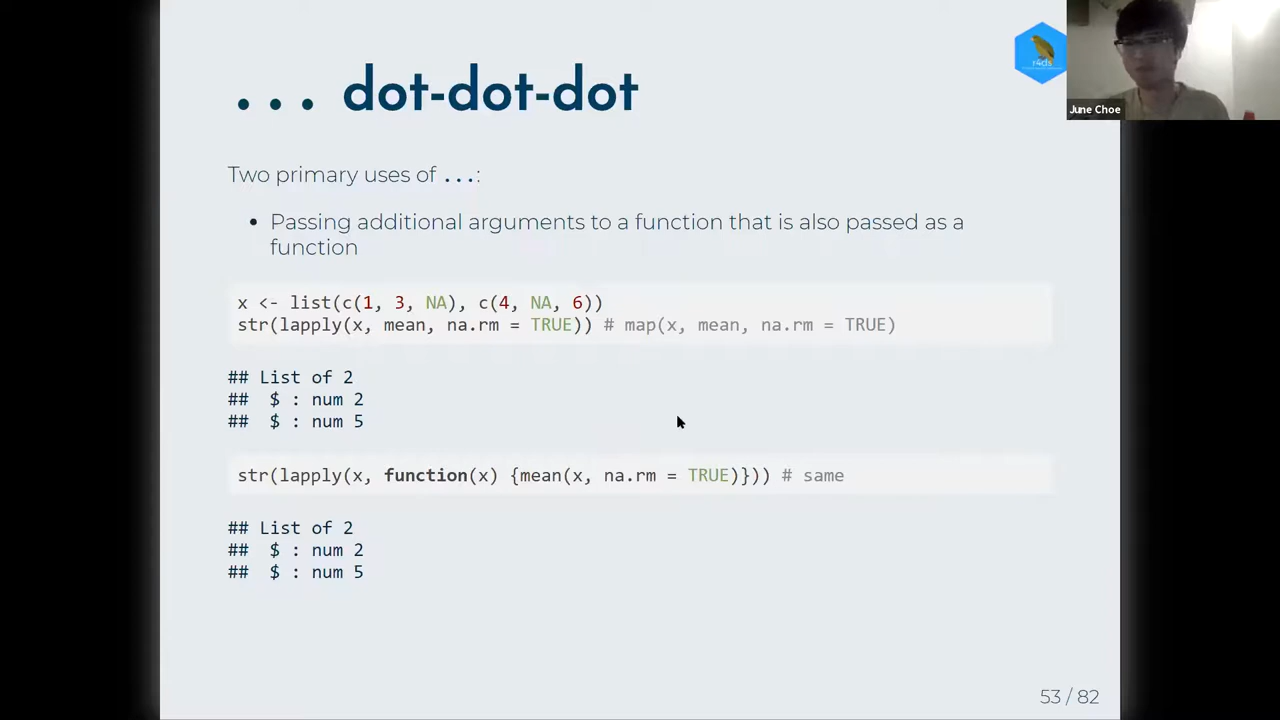 ... dot-dot-dot
r4ds
June Choe
Two primary uses of ...:
• Passing additional arguments to a function that is also passed as a
function
x <- list(c(1, 3, NA), c(4, NA, 6))
str(lapply(x, mean, na.rm = TRUE)) # map(x, mean, na.rm = TRUE)
## List of 2
##  $ : num 2
##  $ : num 5
str(lapply(x, function(x) {mean(x, na.rm = TRUE)})) # same
## List of 2
##  $ : num 2
##  $ : num 5
53 / 82